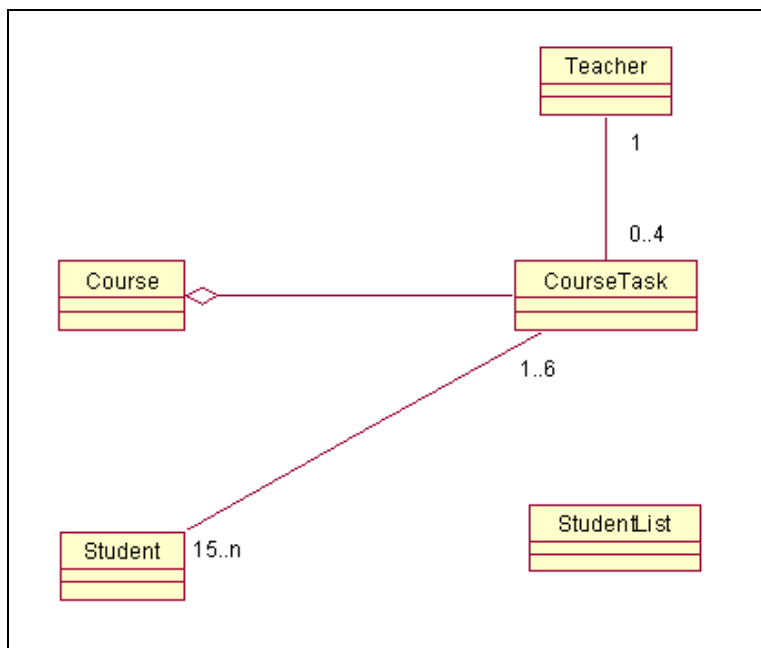 Teacher
1
0..4
Course
CourseTask
1..6
StudentList
Student
15..n